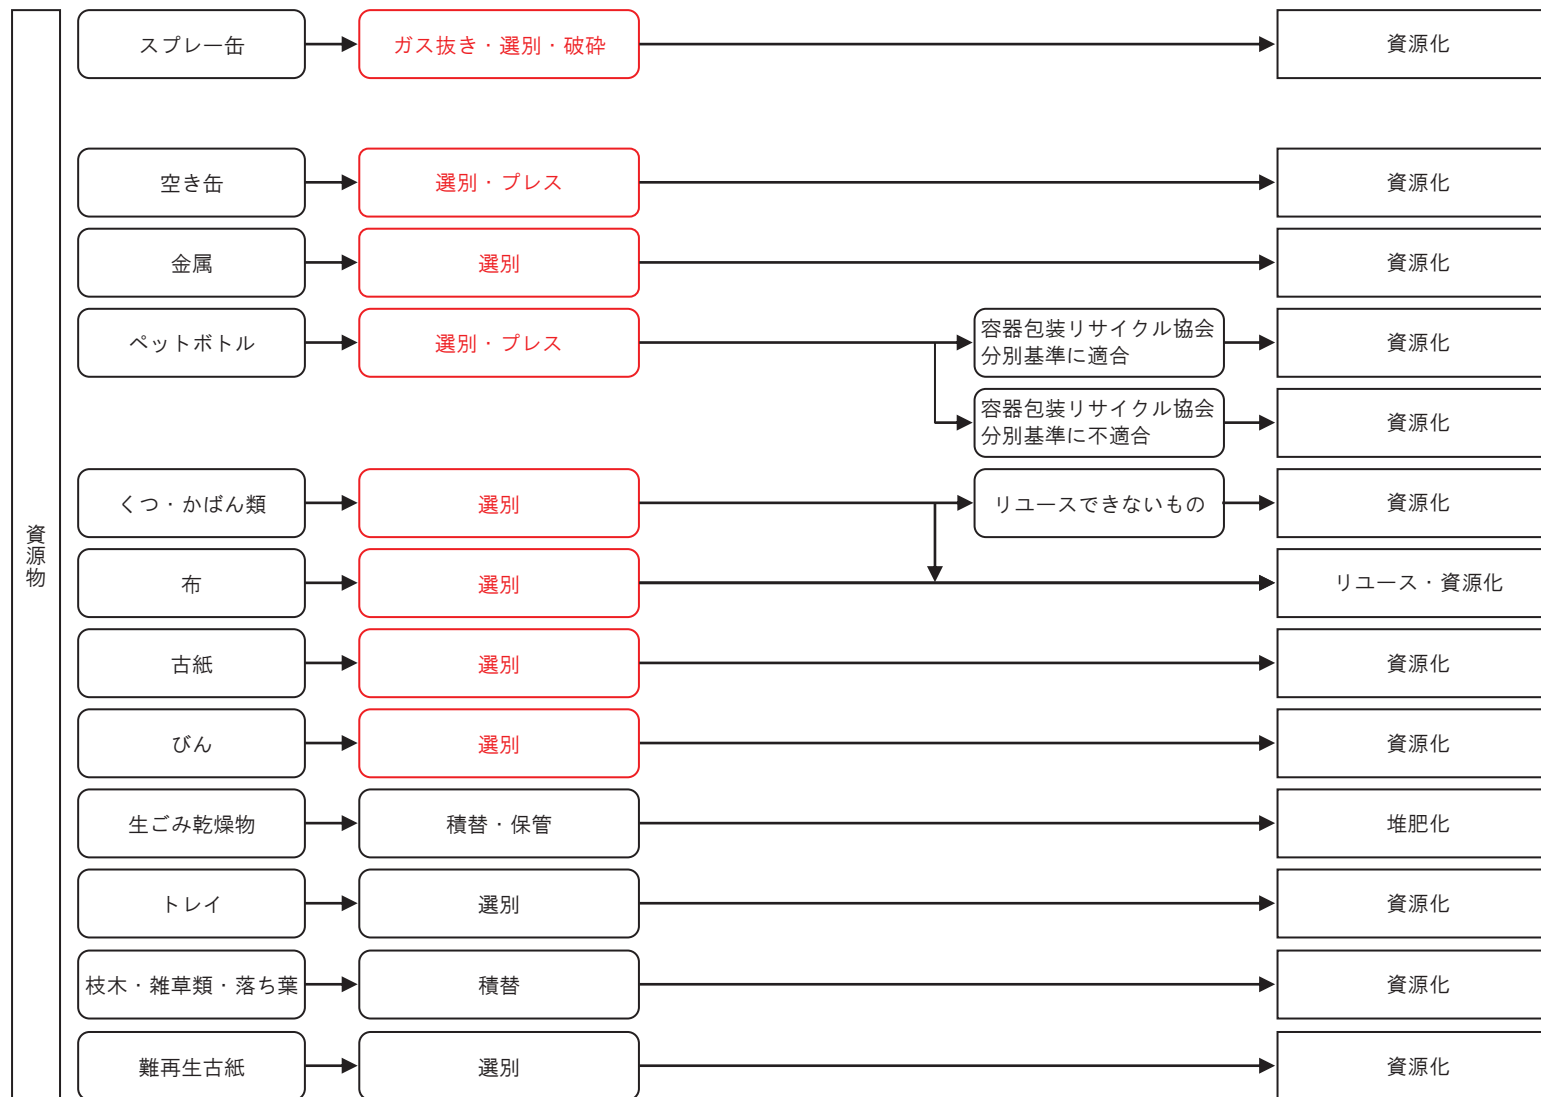 資源物
スプレー缶
ガス抜き・選別・破砕
資源化
空き缶
選別・プレス
資源化
金属
選別
資源化
ペットボトル
選別・プレス
容器包装リサイクル協会
分別基準に適合
資源化
容器包装リサイクル協会
分別基準に不適合
資源化
くつ・かばん類
選別
リユースできないもの
資源化
布
選別
リユース・資源化
古紙
選別
資源化
びん
選別
資源化
生ごみ乾燥物
積替・保管
堆肥化
トレイ
選別
資源化
枝木・雑草類・落ち葉
積替
資源化
難再生古紙
選別
資源化